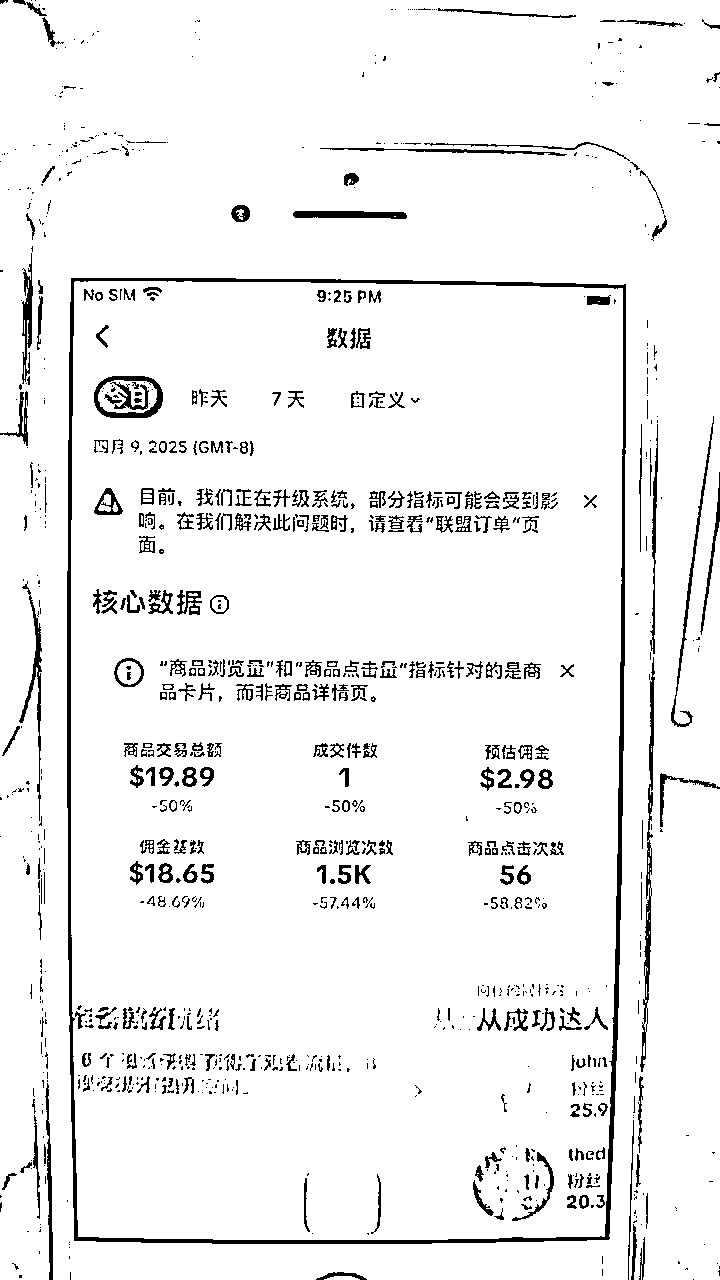 No SIM 9:25 PM
数据
今日 昨天 7 天 自定义
四月 9, 2025 (GMT-8)
目前，我们正在升级系统，部分指标可能会受到影
响。在我们解决此问题时，请查看“联盟订单”页
面。
核心数据
“商品浏览量”和“商品点击量”指标针对的是商
品卡片，而非商品详情页。
商品交易总额 成交件数 预估佣金
$19.89 1 $2.98
-50% -50% -50%
佣金基数 商品浏览次数 商品点击次数
$18.65 1.5K 56
-48.69% -57.44% -58.82%
从成功达人
john
粉丝
25.9
thed
粉丝
20.3